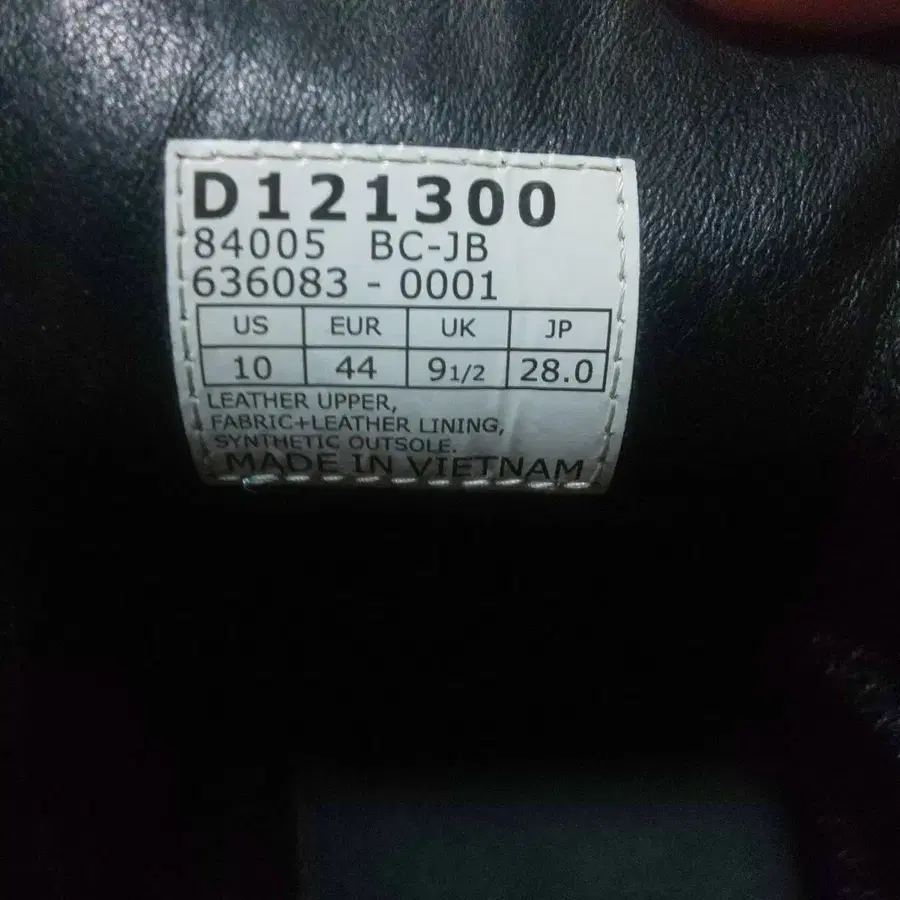 D121300
84005 BC-JB
636083 - 0001
US EUR UK JP
10 44 9 1/2 28.0
LEATHER UPPER,
FABRIC+LEATHER LINING,
SYNTHETIC OUTSOLE.
MADE IN VIETNAM